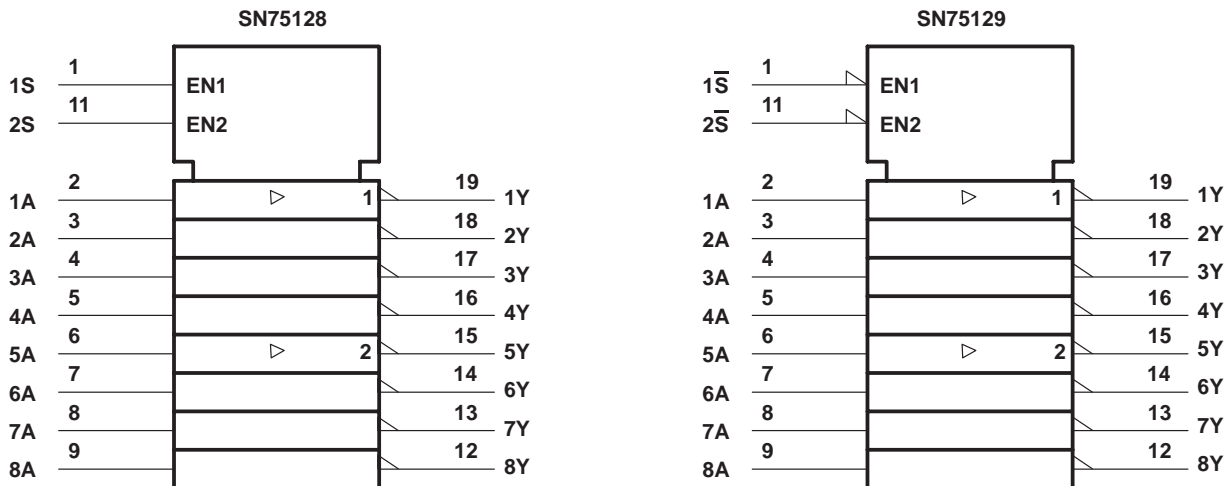 SN75128
1S 1 EN1
2S 11 EN2
1A 2 1 19 1Y
2A 3 18 2Y
3A 4 17 3Y
4A 5 16 4Y
5A 6 2 15 5Y
6A 7 14 6Y
7A 8 13 7Y
8A 9 12 8Y
SN75129
1S̅ 1 EN1
2S̅ 11 EN2
1A 2 1 19 1Y
2A 3 18 2Y
3A 4 17 3Y
4A 5 16 4Y
5A 6 2 15 5Y
6A 7 14 6Y
7A 8 13 7Y
8A 9 12 8Y